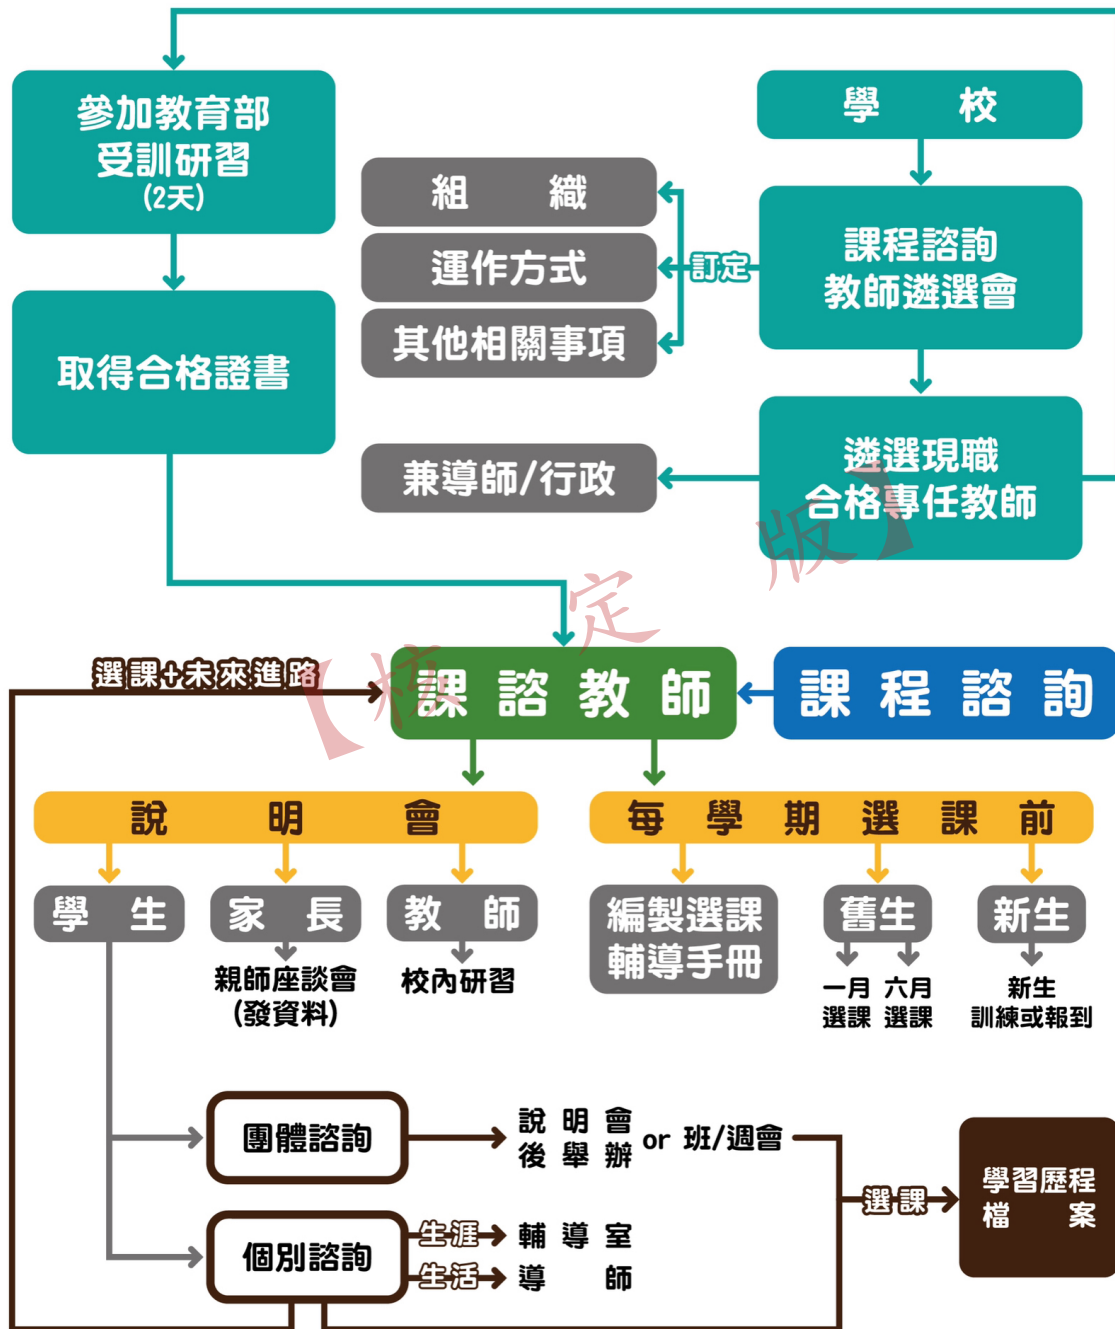 參加教育部
受訓研習
(2天)
取得合格證書
學校
課程諮詢
教師遴選會
訂定
組織
運作方式
其他相關事項
遴選現職
合格專任教師
兼導師/行政
【核定版】
選課+未來進路
課諮教師
課程諮詢
說明會
每學期選課前
學生
家長
教師
編製選課
輔導手冊
舊生
新生
親師座談會
(發資料)
校內研習
一月
選課
六月
選課
新生
訓練或報到
團體諮詢
說明會
後舉辦
or 班/週會
選課
學習歷程
檔案
個別諮詢
生涯
輔導室
生活
導師